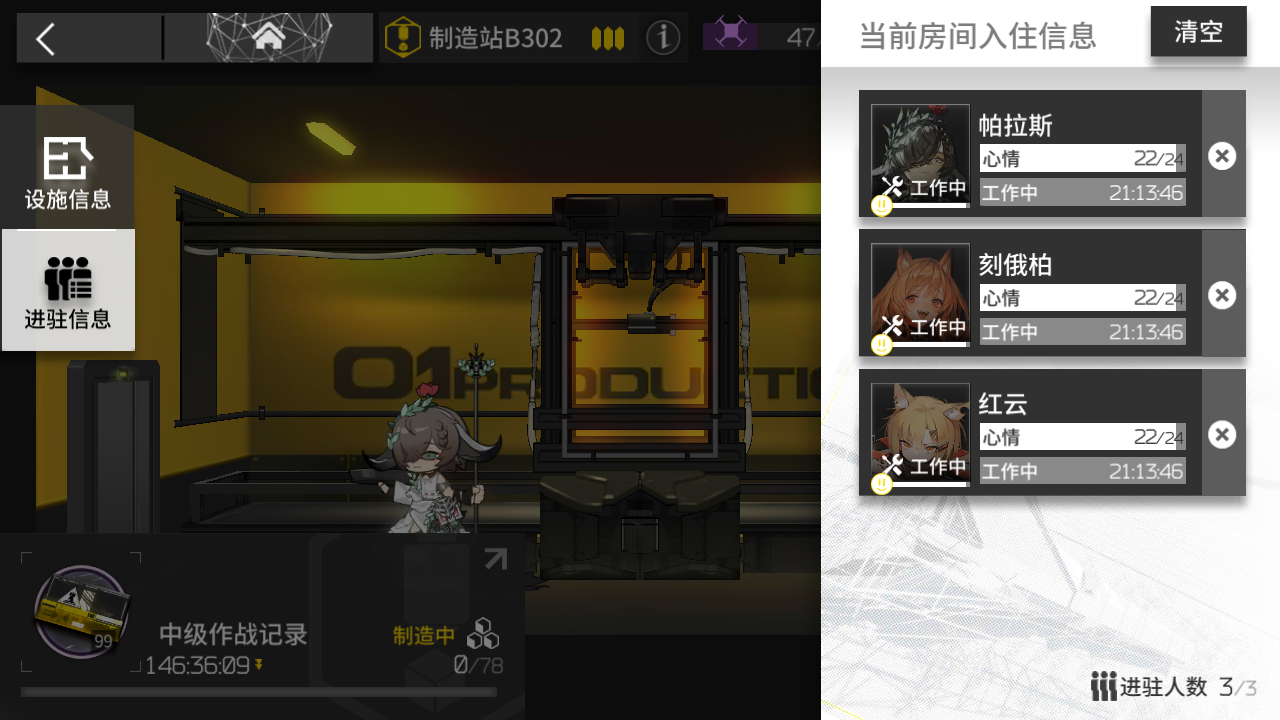 制造站B302
47/
当前房间入住信息
清空
设施信息
进驻信息
帕拉斯
心情 22/24
工作中
工作中 21:13:46
刻俄柏
心情 22/24
工作中
工作中 21:13:46
红云
心情 22/24
工作中
工作中 21:13:46
01PRODUCTIO
99
中级作战记录
146:36:09
制造中
0/78
进驻人数 3/3